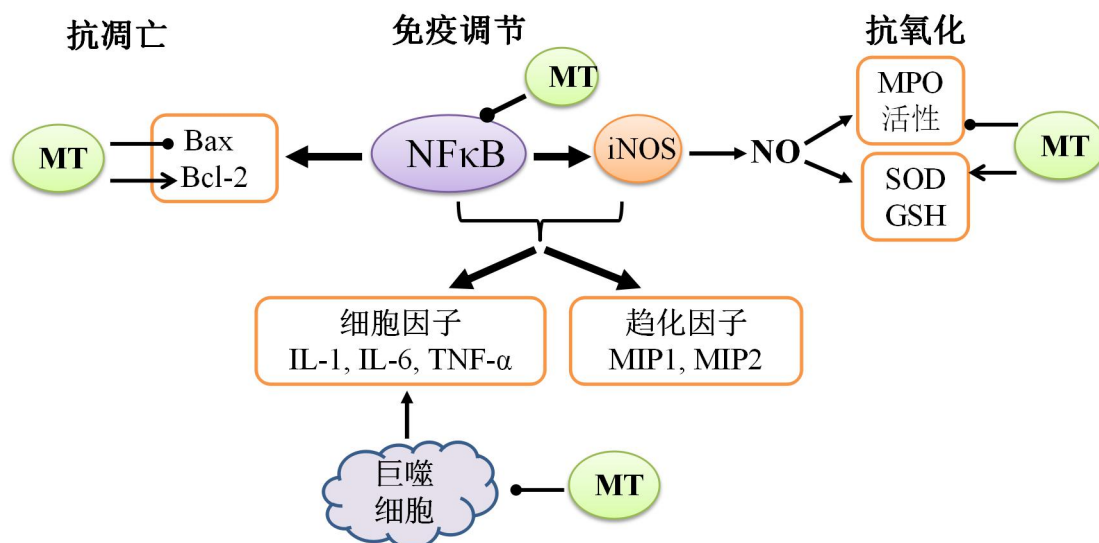 抗凋亡
免疫调节
抗氧化
MT
MT
Bax
Bcl-2
NFκB
iNOS
NO
MPO
活性
SOD
GSH
MT
细胞因子
IL-1, IL-6, TNF-α
趋化因子
MIP1, MIP2
巨噬
细胞
MT